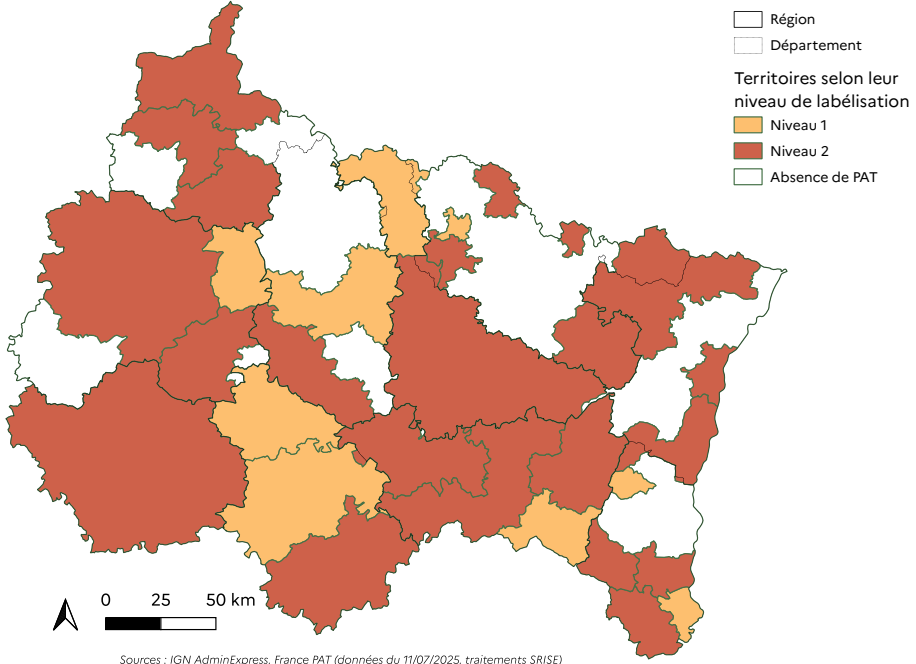 Région
Département
Territoires selon leur
niveau de labélisation
Niveau 1
Niveau 2
Absence de PAT
0 25 50 km
Sources : IGN AdminExpress, France PAT (données du 11/07/2025, traitements SRISE)